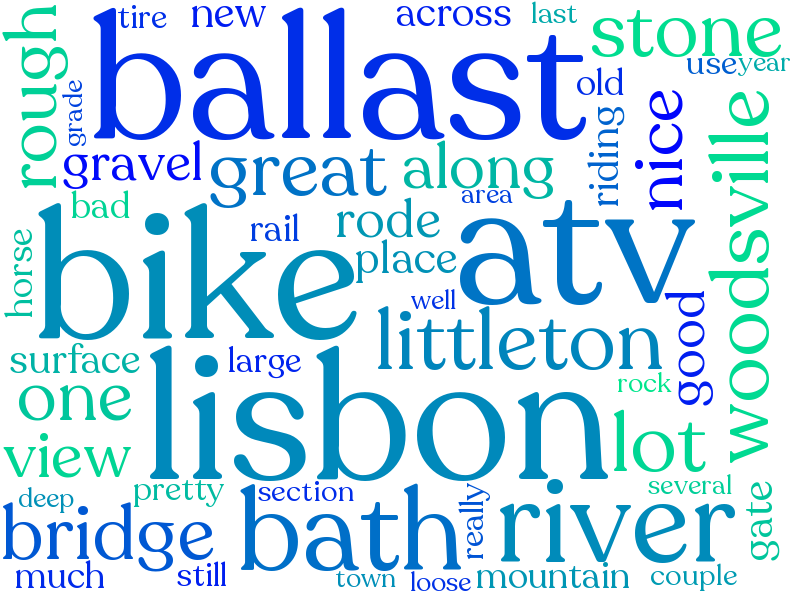 tire
new
across
last
stone
use
year
rough
grade
ballast
old
gravel
great
along
riding
nice
woodsville
bad
area
horse
rail
rode
bike
place
atv
well
good
surface
large
littleton
rock
one
lisbon
lot
view
deep
pretty
section
several
bridge
bath
really
river
gate
much
still
town
loose
mountain
couple